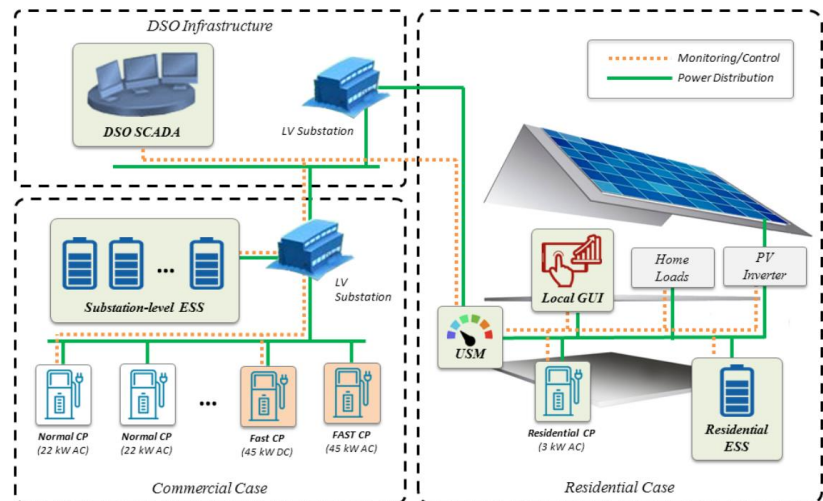 DSO Infrastructure
DSO SCADA
LV Substation
Monitoring/Control
Power Distribution
Substation-level ESS
LV
Substation
Local GUI
Home
Loads
PV
Inverter
USM
...
...
Normal CP
(22 kW AC)
Normal CP
(22 kW AC)
Fast CP
(45 kW DC)
FAST CP
(45 kW AC)
Residential CP
(3 kW AC)
Residential
ESS
Commercial Case
Residential Case